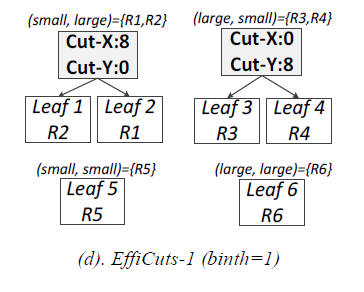 (small, large)={R1,R2}
Cut-X:8
Cut-Y:0
Leaf 1
R2
Leaf 2
R1
(large, small)={R3,R4}
Cut-X:0
Cut-Y:8
Leaf 3
R3
Leaf 4
R4
(small, small)={R5}
Leaf 5
R5
(large, large)={R6}
Leaf 6
R6
(d). EffiCuts-1 (binth=1)